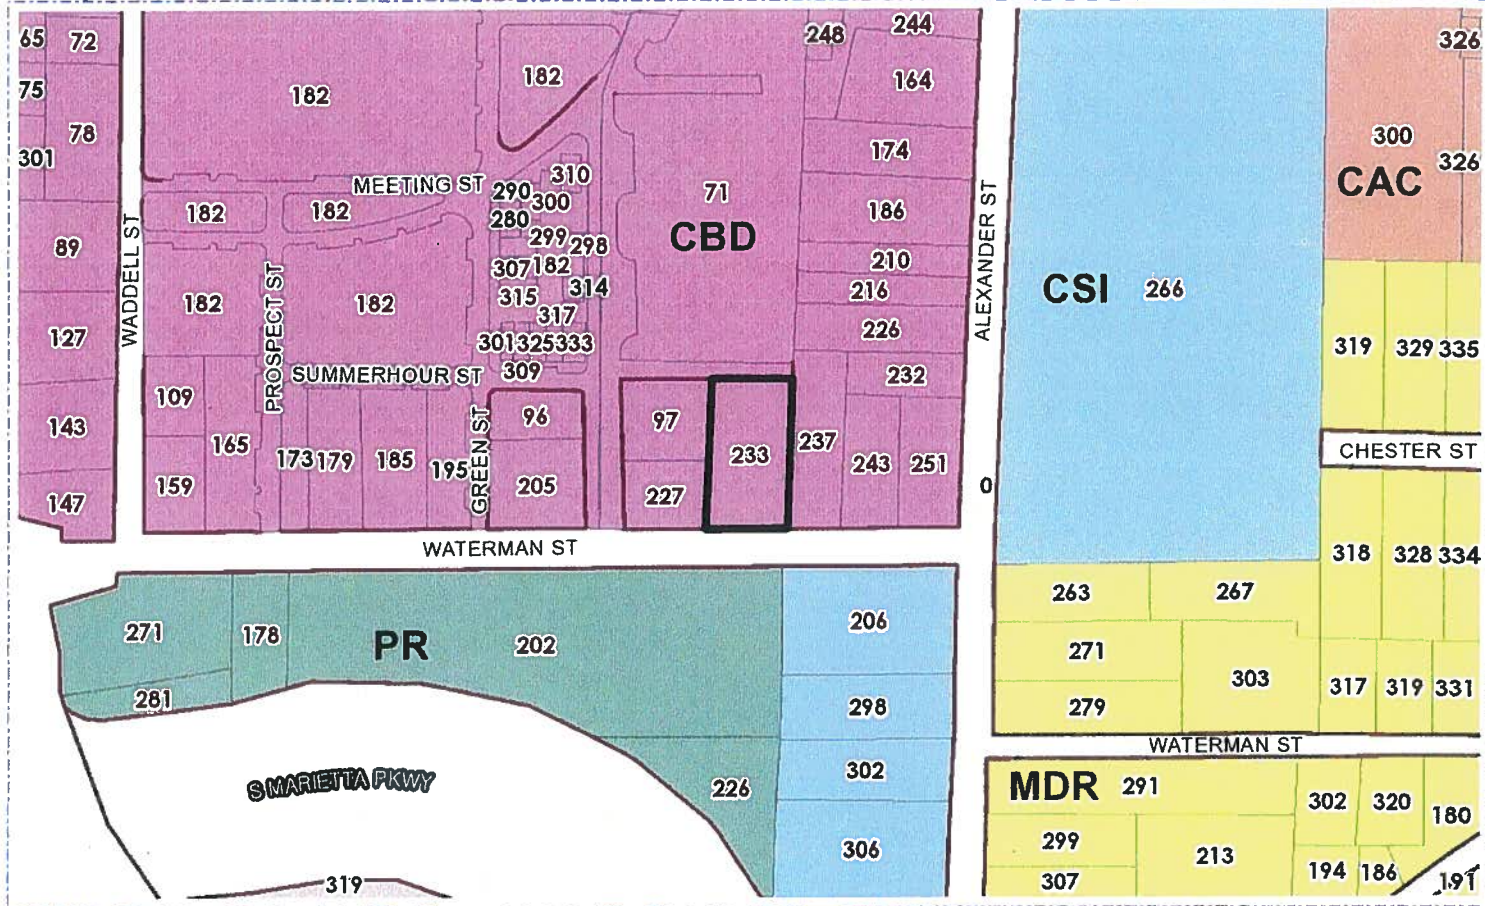 65 72 182 182 248 244 326
75 164
78 300
301 174 326
MEETING ST 290 310 71 CAC
182 182 300 186
280 CBD
89 WADDELL ST 299 298 ALEXANDER ST
307 182 210
PROSPECT ST 314 216 CSI 266
182 182 315
317 226
127 301 325 333 319 329 335
SUMMERHOUR ST 309 232
109
143 165 GREEN ST 96 97 237 CHESTER ST
173 179 185 195 233 243 251
159 205 227 0
147
WATERMAN ST 318 328 334
263 267
271 178 PR 202 206
271
281 298 303 317 319 331
279
WATERMAN ST
S MARIETTA PKWY 226 302 MDR 291
302 320 180
299
306 213
319 307 194 186 191